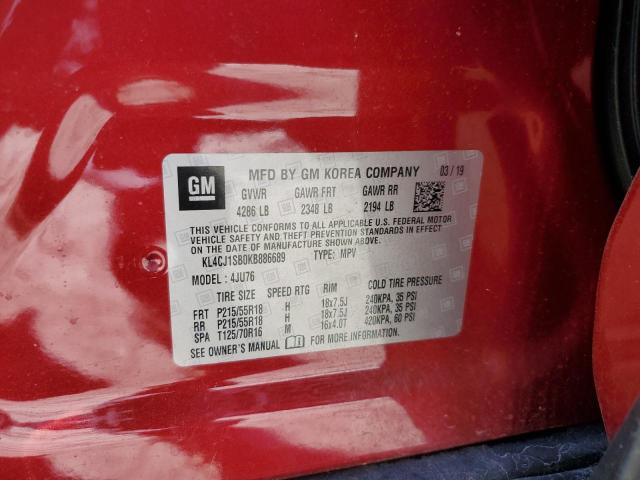 GM
MFD BY GM KOREA COMPANY 03/19
GVWR GAWR FRT GAWR RR
4286 LB 2348 LB 2194 LB
THIS VEHICLE CONFORMS TO ALL APPLICABLE U.S. FEDERAL MOTOR
VEHICLE SAFETY AND THEFT PREVENTION STANDARDS IN EFFECT ON
THE DATE OF MANUFACTURE SHOWN ABOVE.
KL4CJ1SB0KB886689 TYPE: MPV
MODEL: 4JU76
TIRE SIZE SPEED RTG RIM COLD TIRE PRESSURE
FRT P215/55R18 H 18x7.5J 240KPA, 35 PSI
RR P215/55R18 H 18x7.5J 240KPA, 35 PSI
SPA T125/70R16 M 16x4.0T 420KPA, 60 PSI
SEE OWNER'S MANUAL FOR MORE INFORMATION.